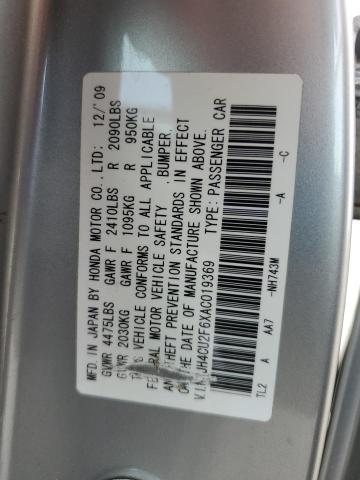 MFD. IN JAPAN BY HONDA MOTOR CO., LTD: 12/'09
GVWR 4475LBS GAWR F 2410LBS R 2090LBS
GVWR 2030KG GAWR F 1095KG R 950KG
THIS VEHICLE CONFORMS TO ALL APPLICABLE
FEDERAL MOTOR VEHICLE SAFETY , BUMPER,
AND THEFT PREVENTION STANDARDS IN EFFECT
ON THE DATE OF MANUFACTURE SHOWN ABOVE.
V.I.N.:JH4CU2F6XAC019369 TYPE:PASSENGER CAR
-NH743M -A -C
TL2 A AA7